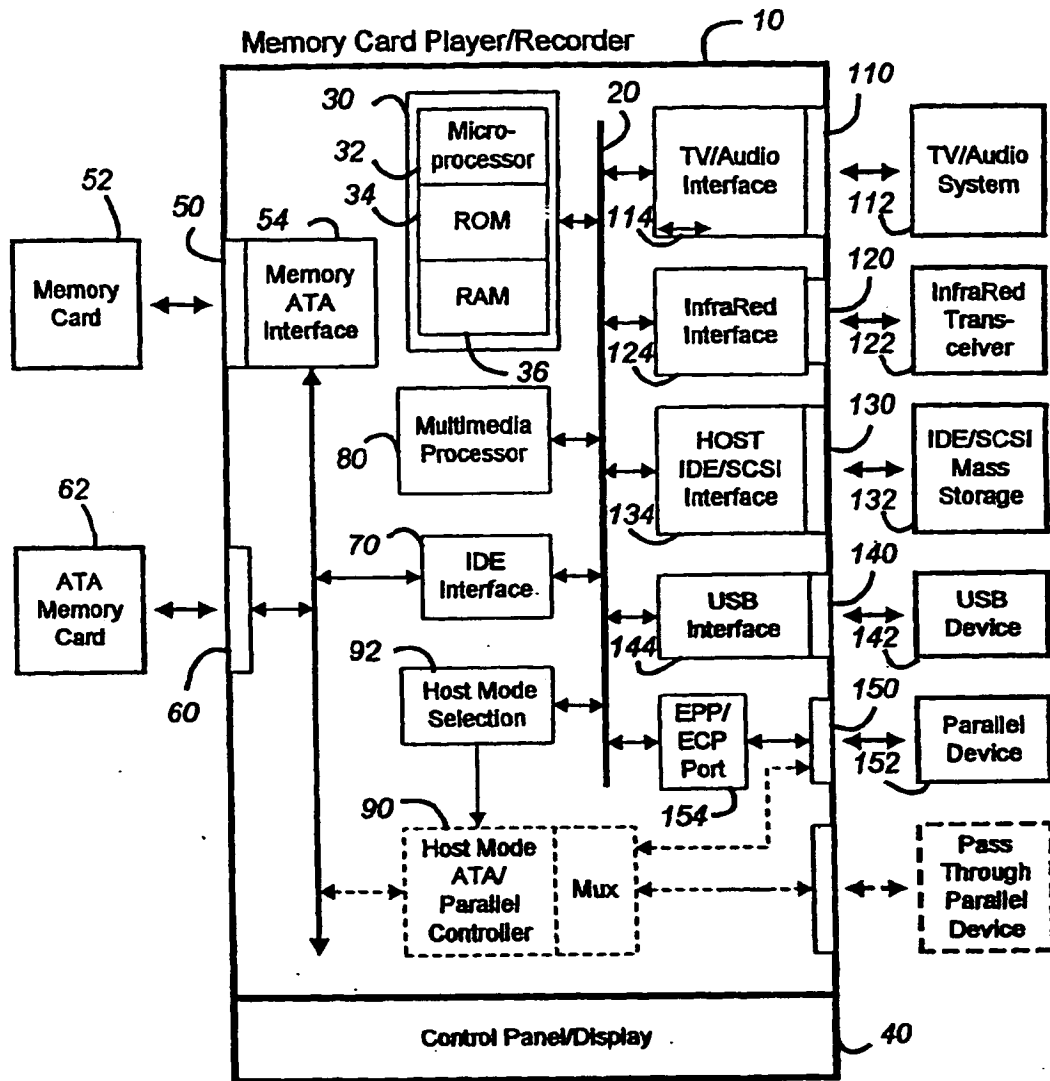 Memory Card Player/Recorder
10
30
20
110
Micro-
processor
32
34
ROM
RAM
36
TV/Audio
Interface
114
TV/Audio
System
112
52
50
54
Memory
Card
Memory
ATA
Interface
120
InfraRed
Interface
124
InfraRed
Trans-
ceiver
122
Multimedia
Processor
80
130
HOST
IDE/SCSI
Interface
134
IDE/SCSI
Mass
Storage
132
62
ATA
Memory
Card
60
70
IDE
Interface
140
USB
Interface
144
USB
Device
142
92
Host Mode
Selection
150
EPP/
ECP
Port
154
Parallel
Device
152
90
Host Mode
ATA/
Parallel
Controller
Mux
Pass
Through
Parallel
Device
Control Panel/Display
40